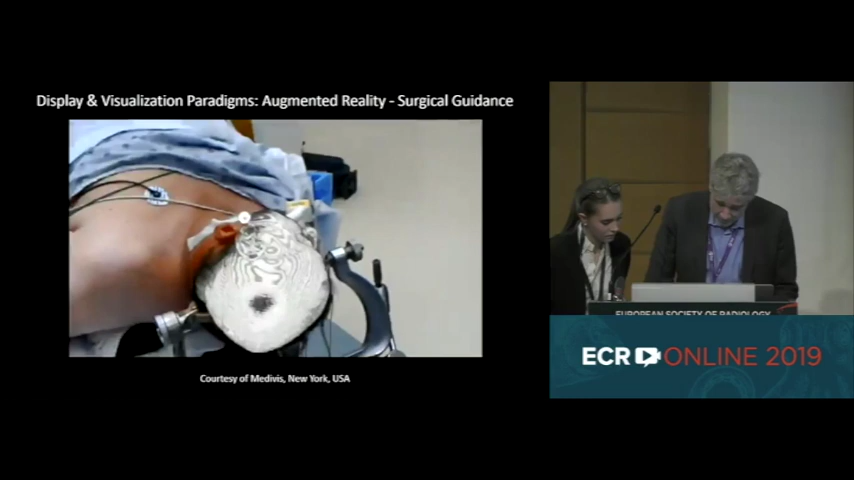 Display & Visualization Paradigms: Augmented Reality - Surgical Guidance
Courtesy of Medivis, New York, USA
EUROPEAN SOCIETY OF RADIOLOGY
ECR ONLINE 2019